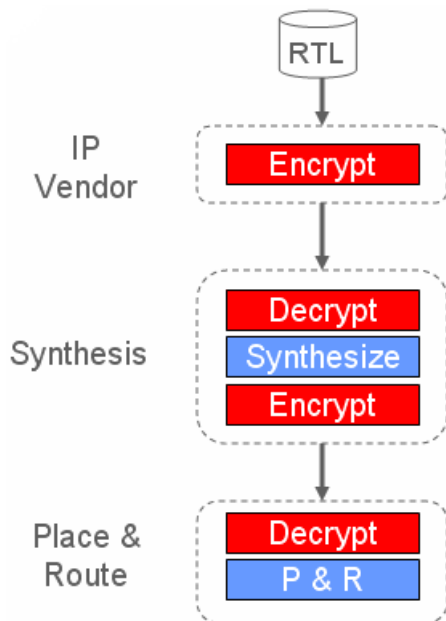 RTL
IP
Vendor
Encrypt
Synthesis
Decrypt
Synthesize
Encrypt
Place &
Route
Decrypt
P & R